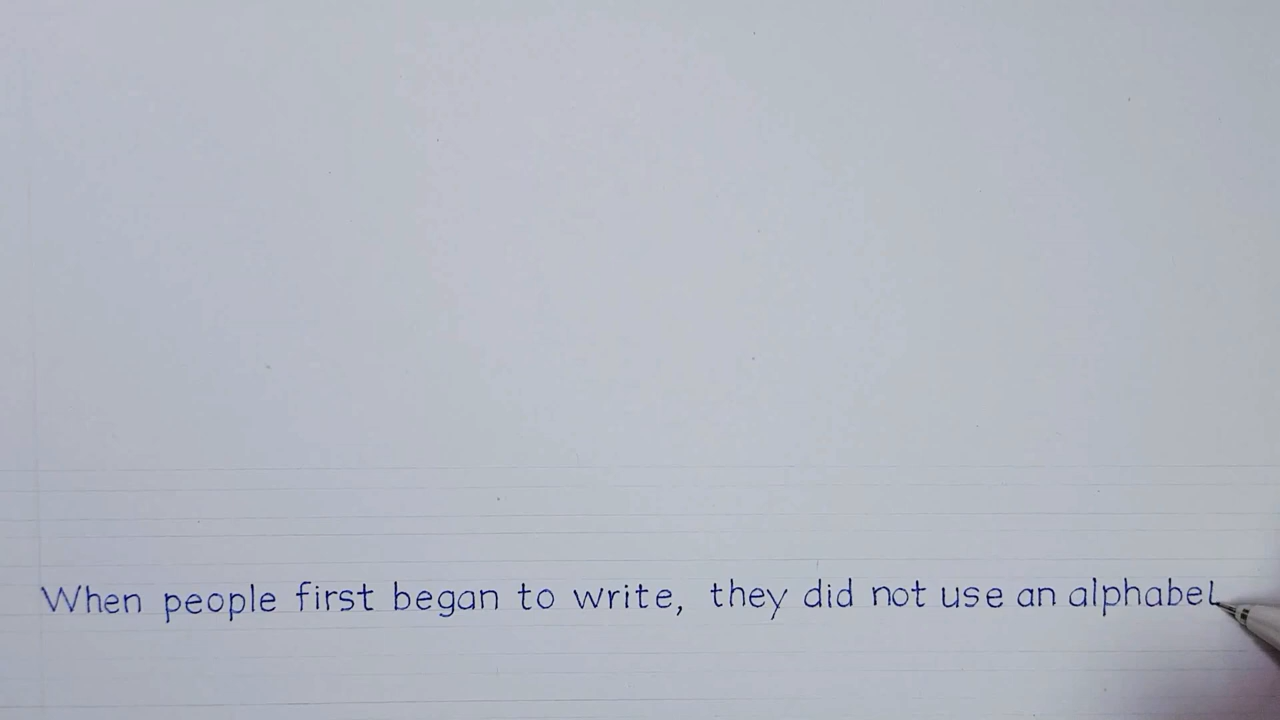 When people first began to write, they did not use an alphabet